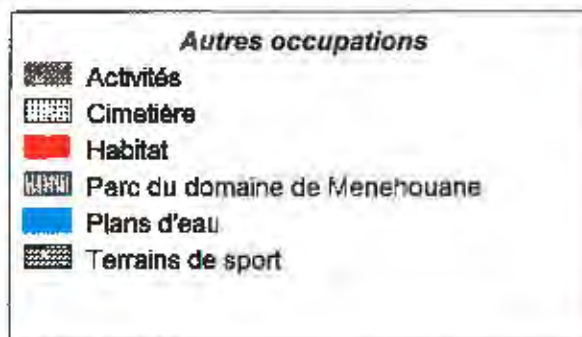 Autres occupations
Activités
Cimetière
Habitat
Parc du domaine de Menehouane
Plans d'eau
Terrains de sport